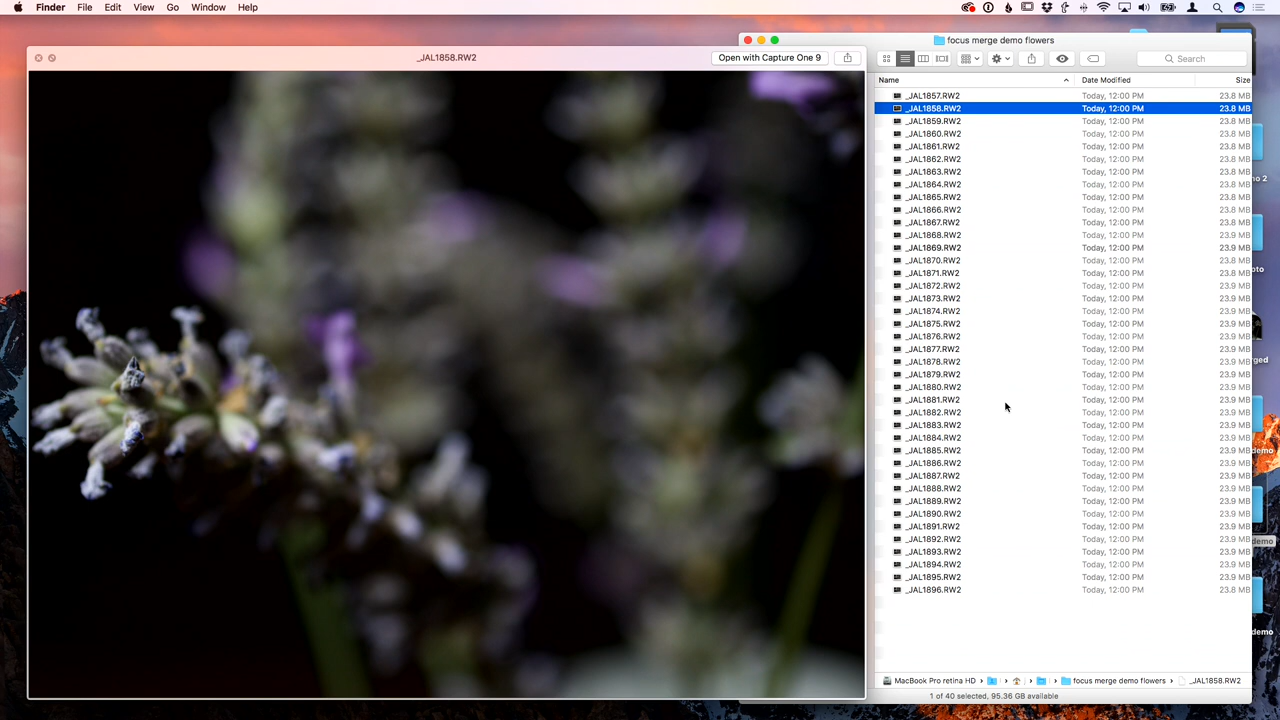 Finder File Edit View Go Window Help
_JAL1858.RW2
Open with Capture One 9
focus merge demo flowers
Search
Name Date Modified Size
_JAL1857.RW2 Today, 12:00 PM 23.8 MB
_JAL1858.RW2 Today, 12:00 PM 23.8 MB
_JAL1859.RW2 Today, 12:00 PM 23.8 MB
_JAL1860.RW2 Today, 12:00 PM 23.8 MB
_JAL1861.RW2 Today, 12:00 PM 23.8 MB
_JAL1862.RW2 Today, 12:00 PM 23.8 MB
_JAL1863.RW2 Today, 12:00 PM 23.8 MB
_JAL1864.RW2 Today, 12:00 PM 23.8 MB
_JAL1865.RW2 Today, 12:00 PM 23.8 MB
_JAL1866.RW2 Today, 12:00 PM 23.8 MB
_JAL1867.RW2 Today, 12:00 PM 23.8 MB
_JAL1868.RW2 Today, 12:00 PM 23.9 MB
_JAL1869.RW2 Today, 12:00 PM 23.9 MB
_JAL1870.RW2 Today, 12:00 PM 23.9 MB
_JAL1871.RW2 Today, 12:00 PM 23.9 MB
_JAL1872.RW2 Today, 12:00 PM 23.9 MB
_JAL1873.RW2 Today, 12:00 PM 23.9 MB
_JAL1874.RW2 Today, 12:00 PM 23.9 MB
_JAL1875.RW2 Today, 12:00 PM 23.9 MB
_JAL1876.RW2 Today, 12:00 PM 23.9 MB
_JAL1877.RW2 Today, 12:00 PM 23.9 MB
_JAL1878.RW2 Today, 12:00 PM 23.9 MB
_JAL1879.RW2 Today, 12:00 PM 23.9 MB
_JAL1880.RW2 Today, 12:00 PM 23.9 MB
_JAL1881.RW2 Today, 12:00 PM 23.9 MB
_JAL1882.RW2 Today, 12:00 PM 23.9 MB
_JAL1883.RW2 Today, 12:00 PM 23.9 MB
_JAL1884.RW2 Today, 12:00 PM 23.9 MB
_JAL1885.RW2 Today, 12:00 PM 23.9 MB
_JAL1886.RW2 Today, 12:00 PM 23.9 MB
_JAL1887.RW2 Today, 12:00 PM 23.9 MB
_JAL1888.RW2 Today, 12:00 PM 23.9 MB
_JAL1889.RW2 Today, 12:00 PM 23.9 MB
_JAL1890.RW2 Today, 12:00 PM 23.9 MB
_JAL1891.RW2 Today, 12:00 PM 23.9 MB
_JAL1892.RW2 Today, 12:00 PM 23.9 MB
_JAL1893.RW2 Today, 12:00 PM 23.9 MB
_JAL1894.RW2 Today, 12:00 PM 23.9 MB
_JAL1895.RW2 Today, 12:00 PM 23.9 MB
_JAL1896.RW2 Today, 12:00 PM 23.8 MB
MacBook Pro retina HD focus merge demo flowers _JAL1858.RW2
1 of 40 selected, 95.36 GB available
o 2
oto
ged
emo
demo
demo